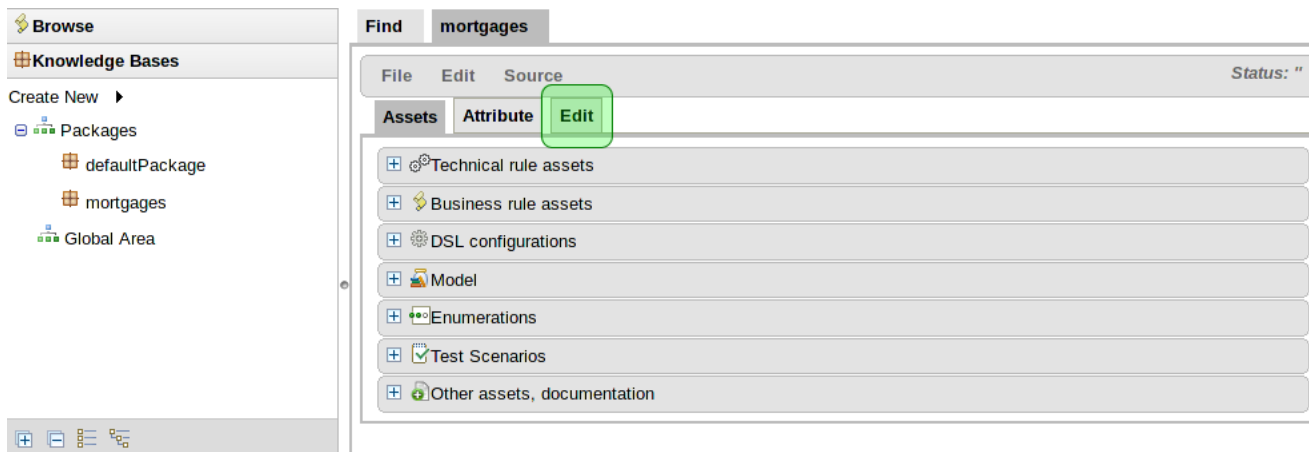 Browse
Knowledge Bases
Create New
Packages
defaultPackage
mortgages
Global Area
Find mortgages
File Edit Source Status: ''
Assets Attribute Edit
Technical rule assets
Business rule assets
DSL configurations
Model
Enumerations
Test Scenarios
Other assets, documentation